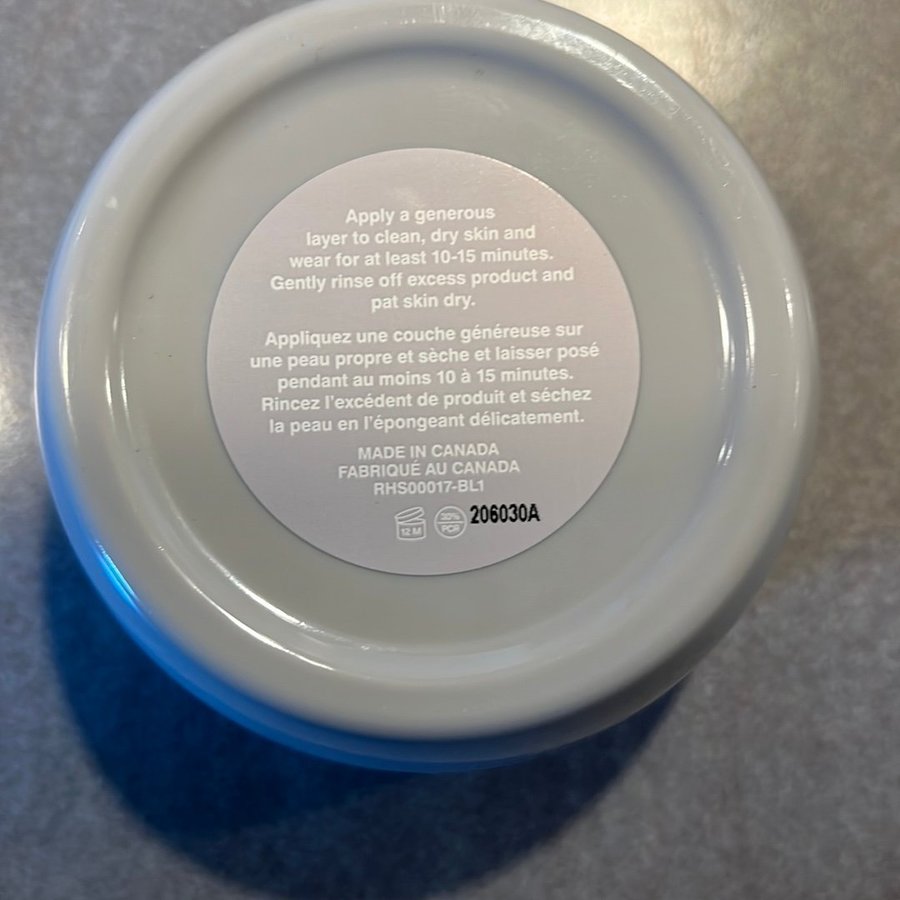 Apply a generous
layer to clean, dry skin and
wear for at least 10-15 minutes.
Gently rinse off excess product and
pat skin dry.
Appliquez une couche généreuse sur
une peau propre et sèche et laisser posé
pendant au moins 10 à 15 minutes.
Rincez l'excédent de produit et séchez
la peau en l'épongeant délicatement.
MADE IN CANADA
FABRIQUÉ AU CANADA
RHS00017-BL1
12 M 30% PCR 206030A